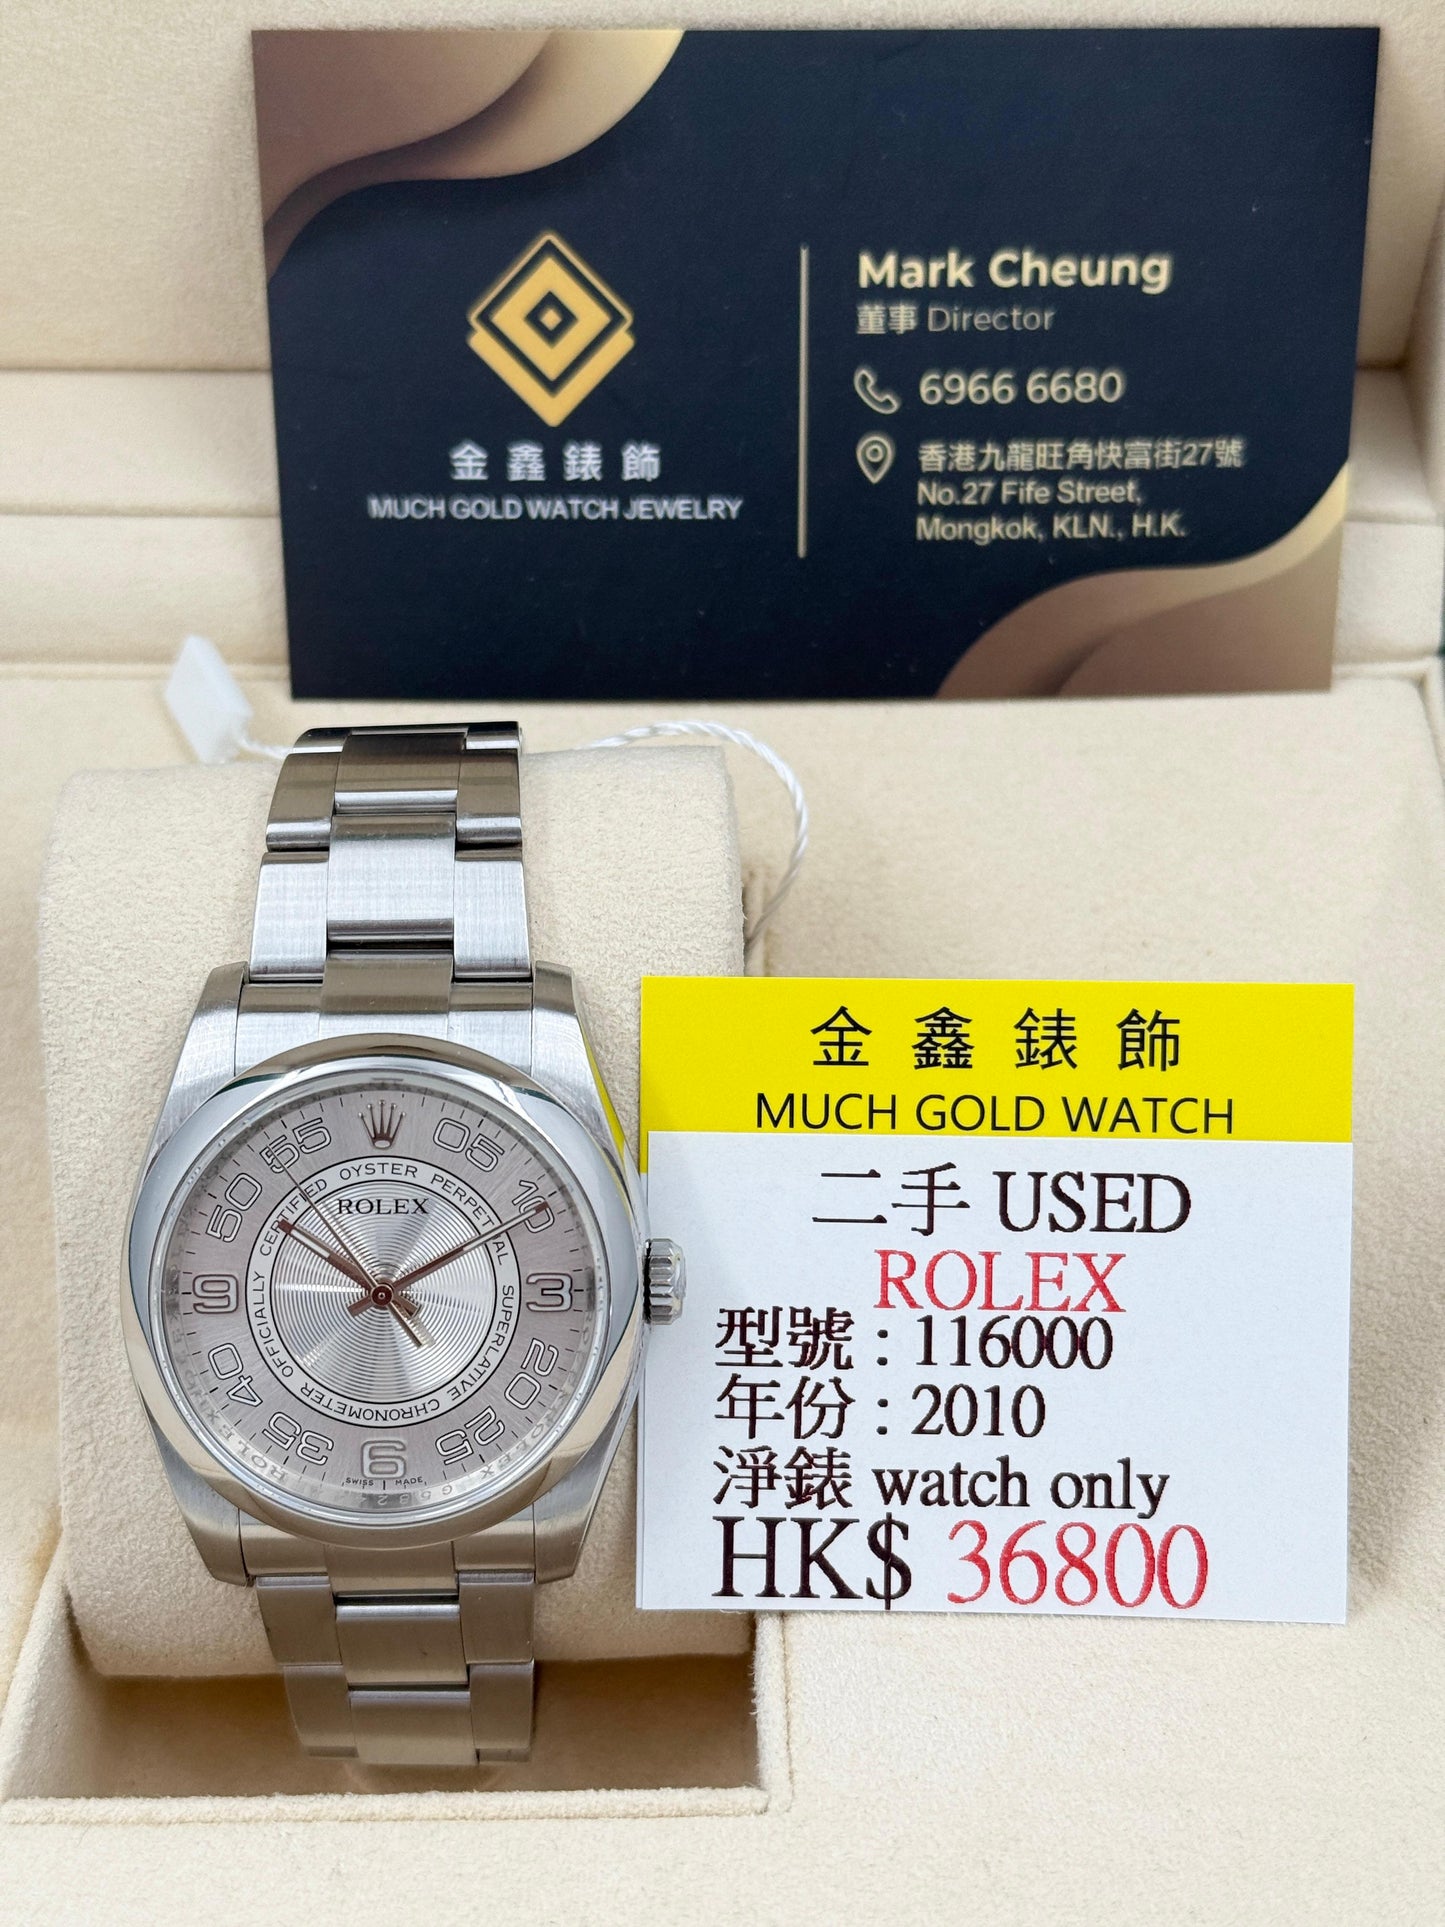 金鑫錶飾
MUCH GOLD WATCH JEWELRY
Mark Cheung
董事 Director
6966 6680
香港九龍旺角快富街27號
No.27 Fife Street,
Mongkok, KLN., H.K.
金鑫錶飾
MUCH GOLD WATCH
二手 USED
ROLEX
型號 : 116000
年份 : 2010
淨錶 watch only
HK$ 36800
ROLEX
OYSTER PERPETUAL SUPERLATIVE CHRONOMETER OFFICIALLY CERTIFIED
05
10
3
20
25
6
35
40
9
50
55
SWISS MADE